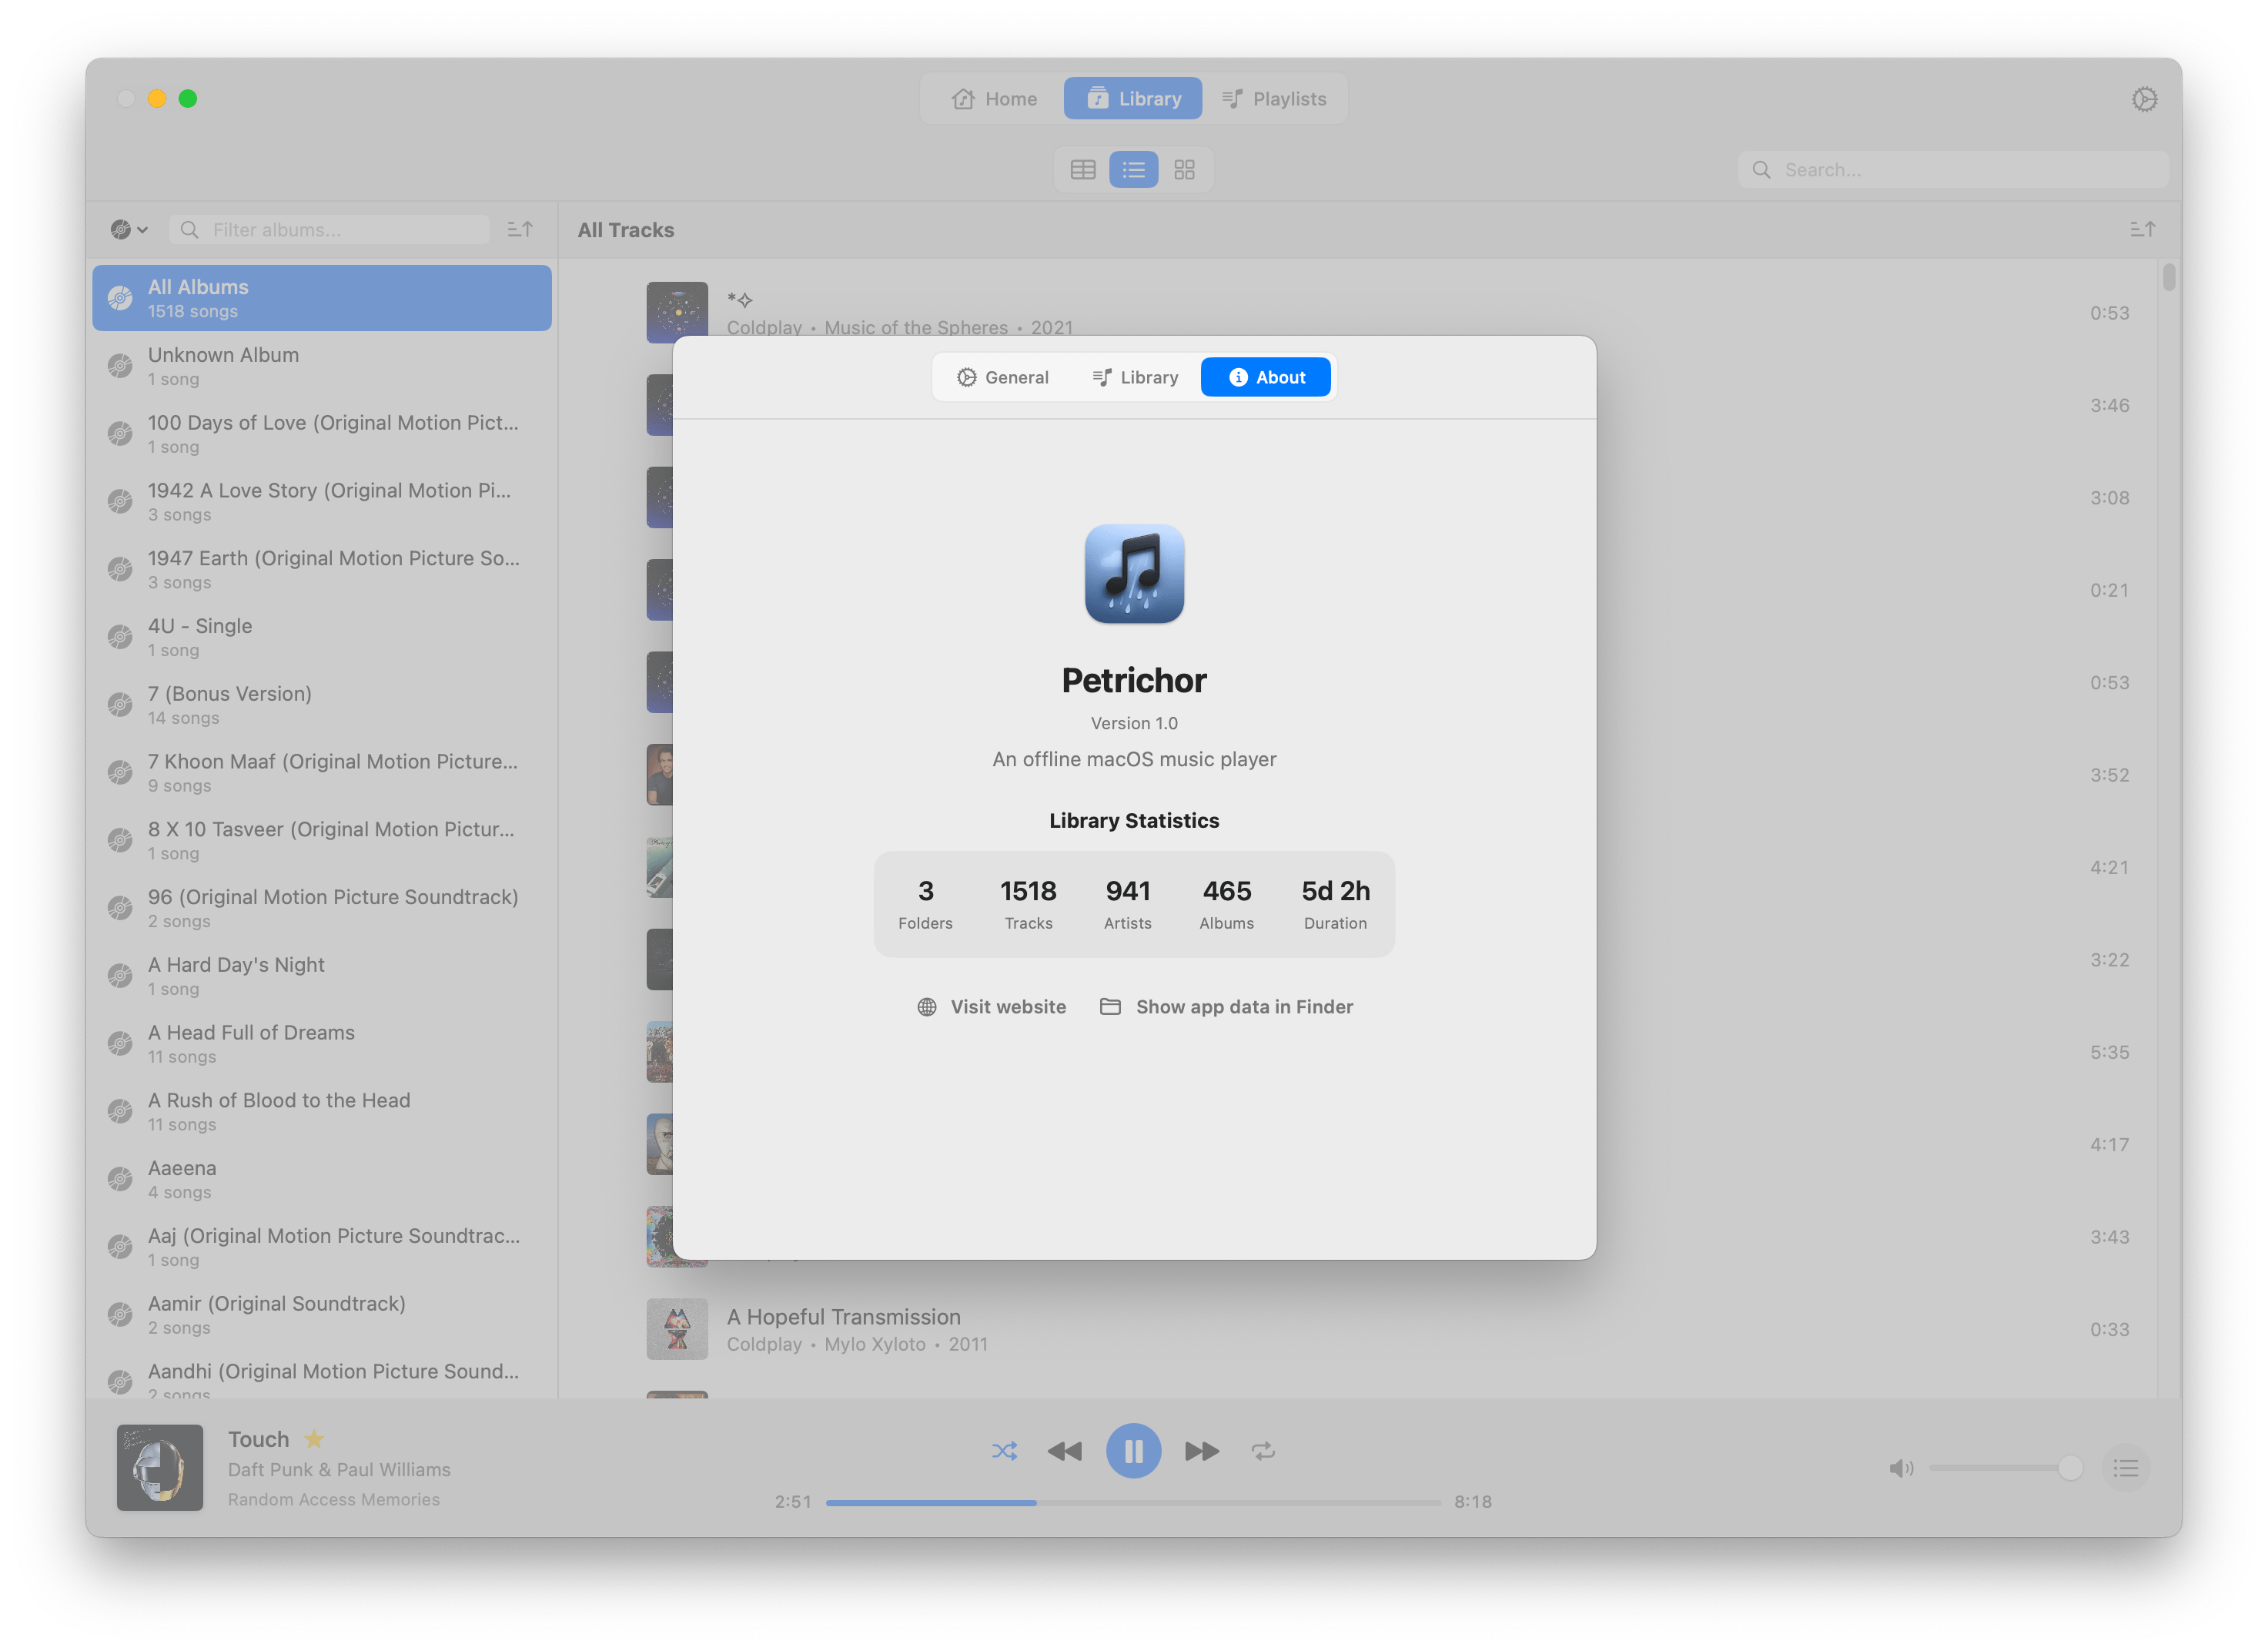 Home
Library
Playlists
Search...
Filter albums...
All Tracks
All Albums
1518 songs
Unknown Album
1 song
100 Days of Love (Original Motion Pict...
1 song
1942 A Love Story (Original Motion Pi...
3 songs
1947 Earth (Original Motion Picture So...
3 songs
4U - Single
1 song
7 (Bonus Version)
14 songs
7 Khoon Maaf (Original Motion Picture...
9 songs
8 X 10 Tasveer (Original Motion Pictur...
1 song
96 (Original Motion Picture Soundtrack)
2 songs
A Hard Day's Night
1 song
A Head Full of Dreams
11 songs
A Rush of Blood to the Head
11 songs
Aaeena
4 songs
Aaj (Original Motion Picture Soundtrac...
1 song
Aamir (Original Soundtrack)
2 songs
Aandhi (Original Motion Picture Sound...
2 songs
*✧
Coldplay • Music of the Spheres • 2021
0:53
3:46
3:08
0:21
0:53
3:52
4:21
3:22
5:35
4:17
3:43
A Hopeful Transmission
Coldplay • Mylo Xyloto • 2011
0:33
General
Library
About
Petrichor
Version 1.0
An offline macOS music player
Library Statistics
3 1518 941 465 5d 2h
Folders Tracks Artists Albums Duration
Visit website
Show app data in Finder
Touch
Daft Punk & Paul Williams
Random Access Memories
2:51
8:18